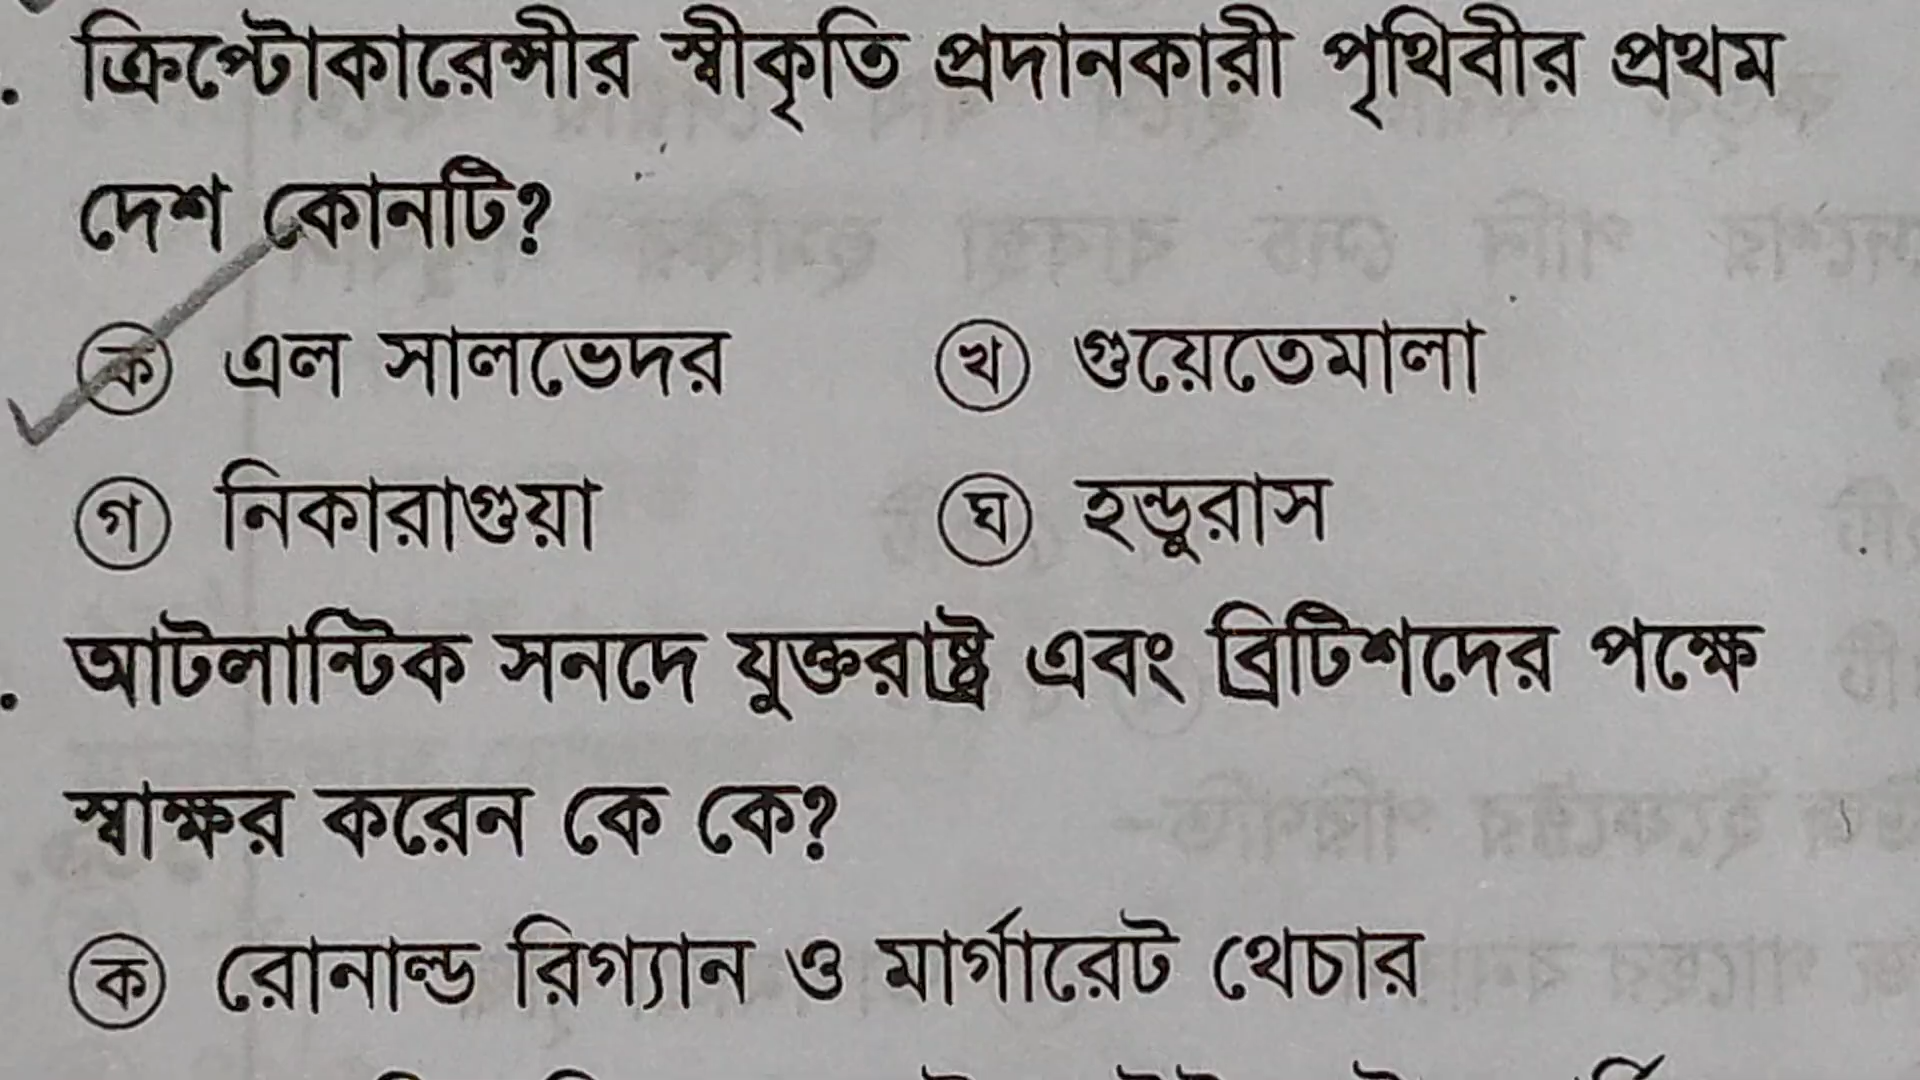 ক্রিপ্টোকারেন্সীর স্বীকৃতি প্রদানকারী পৃথিবীর প্রথম
দেশ কোনটি?
ক এল সালভেদর খ গুয়েতেমালা
গ নিকারাগুয়া ঘ হন্ডুরাস
আটলান্টিক সনদে যুক্তরাষ্ট্র এবং ব্রিটিশদের পক্ষে
স্বাক্ষর করেন কে কে?
ক রোনাল্ড রিগ্যান ও মার্গারেট থেচার